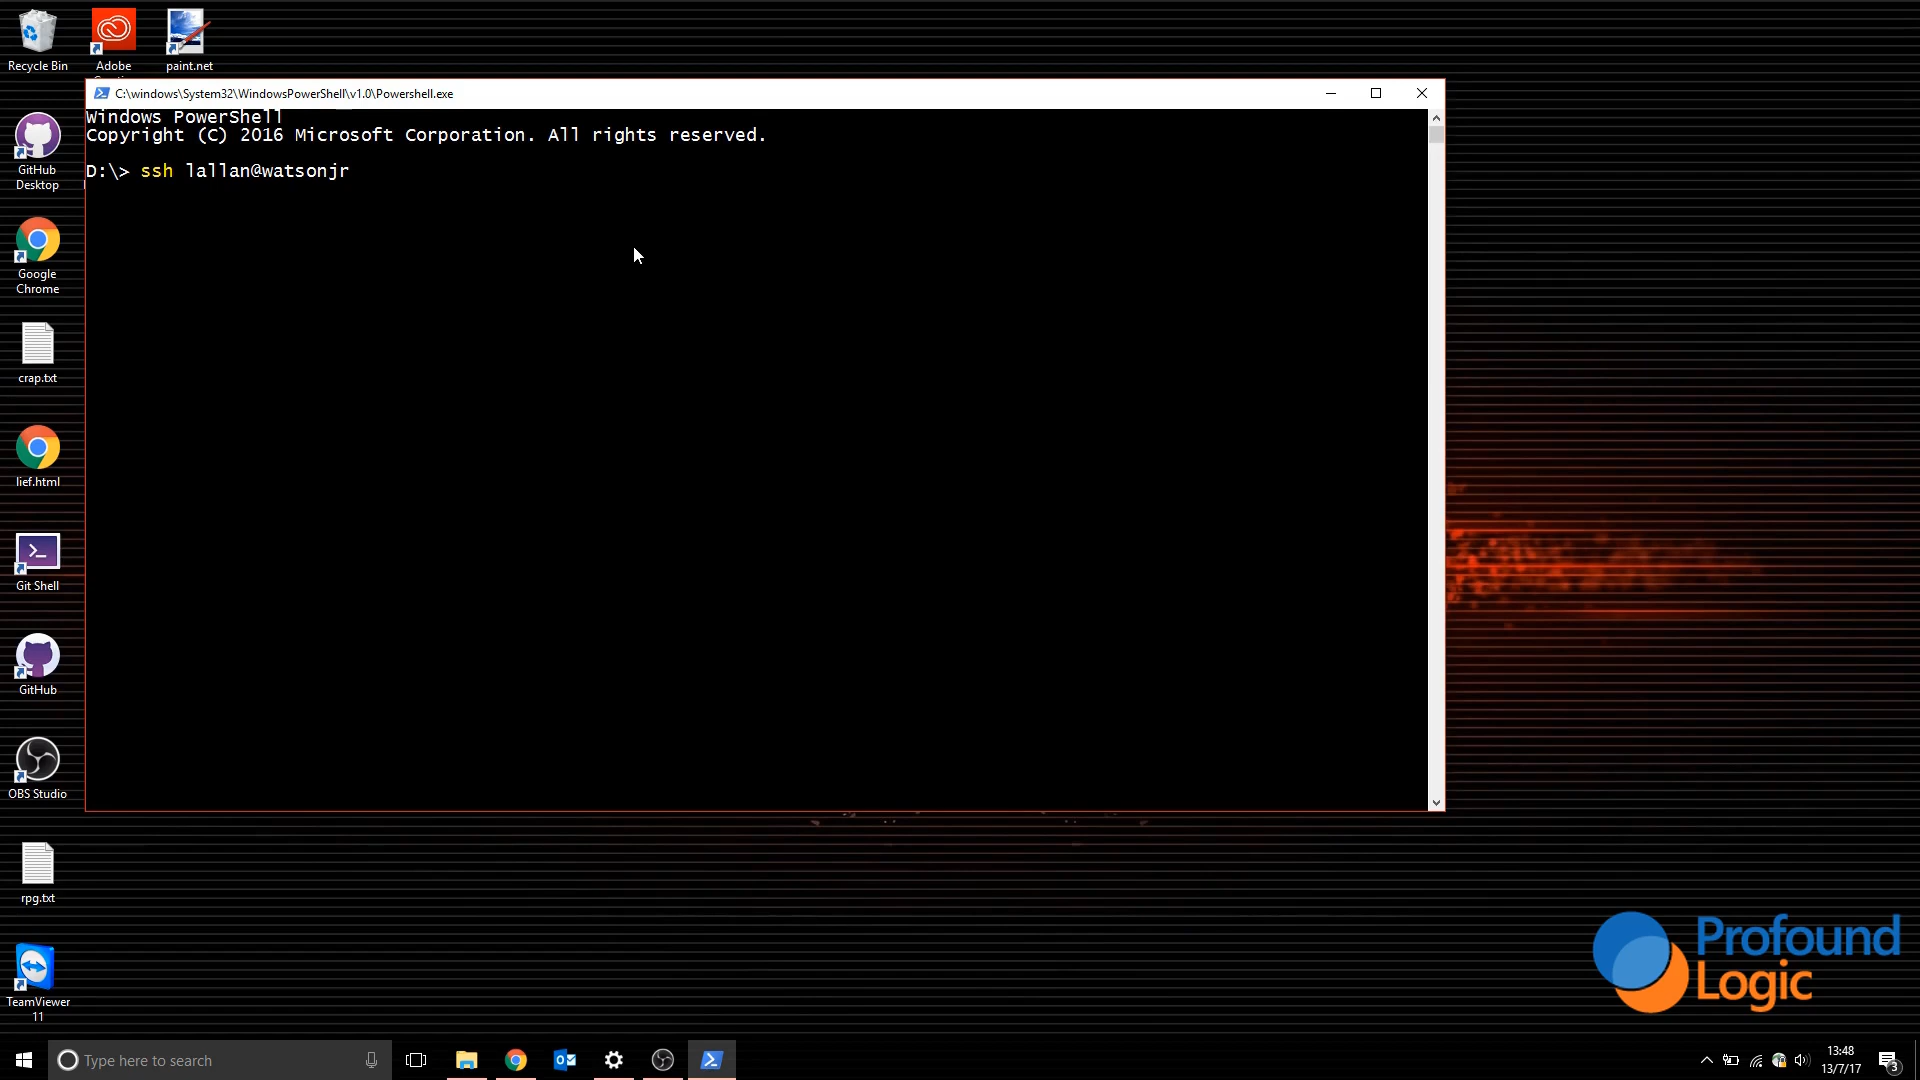 Recycle Bin
Adobe
paint.net
C:\windows\System32\WindowsPowerShell\v1.0\Powershell.exe
Windows PowerShell
Copyright (C) 2016 Microsoft Corporation. All rights reserved.
D:\> ssh lallan@watsonjr
GitHub
Desktop
Google
Chrome
crap.txt
lief.html
Git Shell
GitHub
OBS Studio
rpg.txt
TeamViewer
11
Profound
Logic
Type here to search
13:48
13/7/17
3